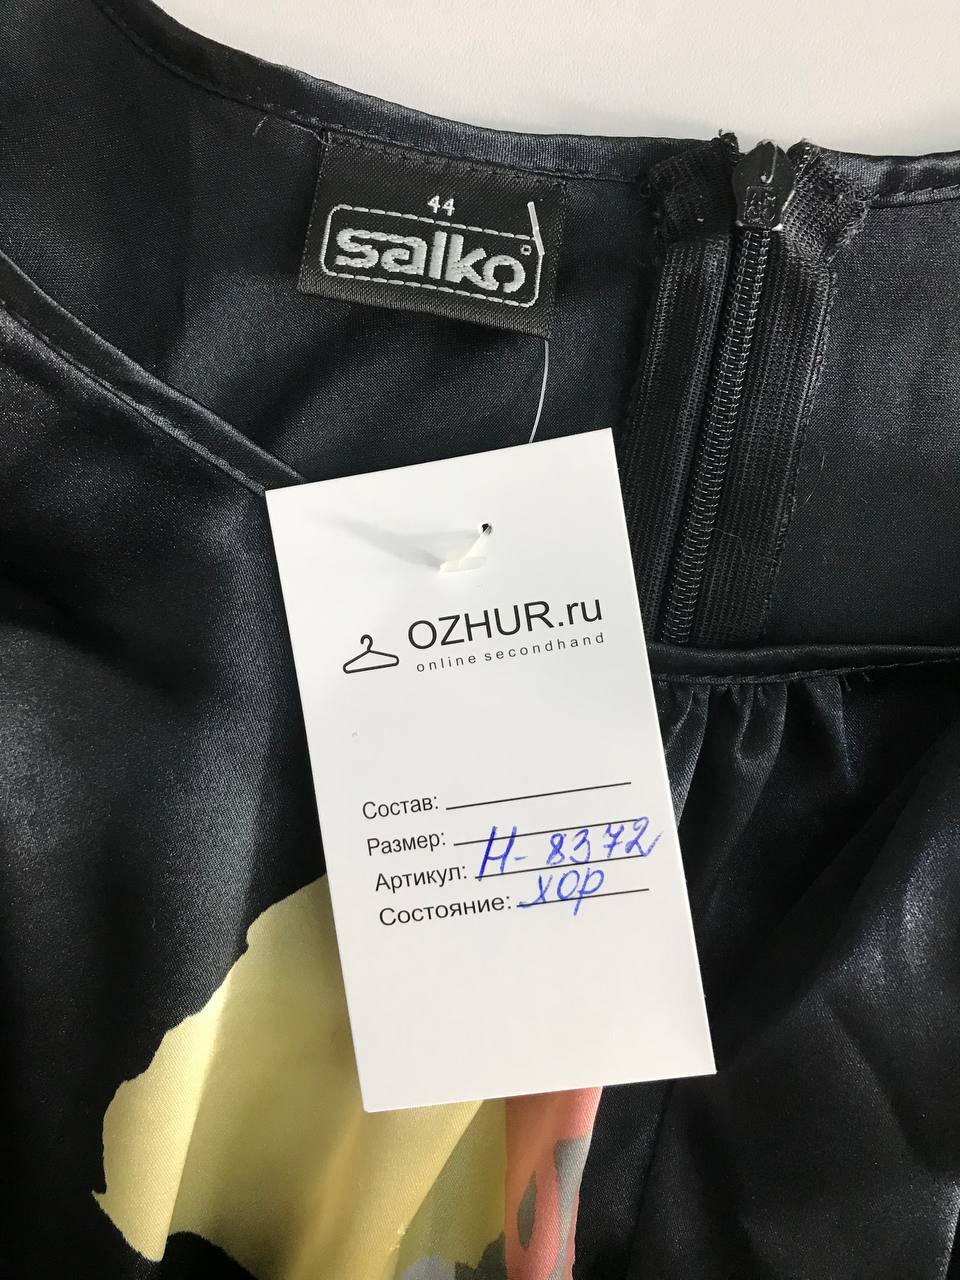 44
salko
OZHUR.ru
online secondhand
Состав:
Размер:
Артикул: Н-8372
Состояние: хор